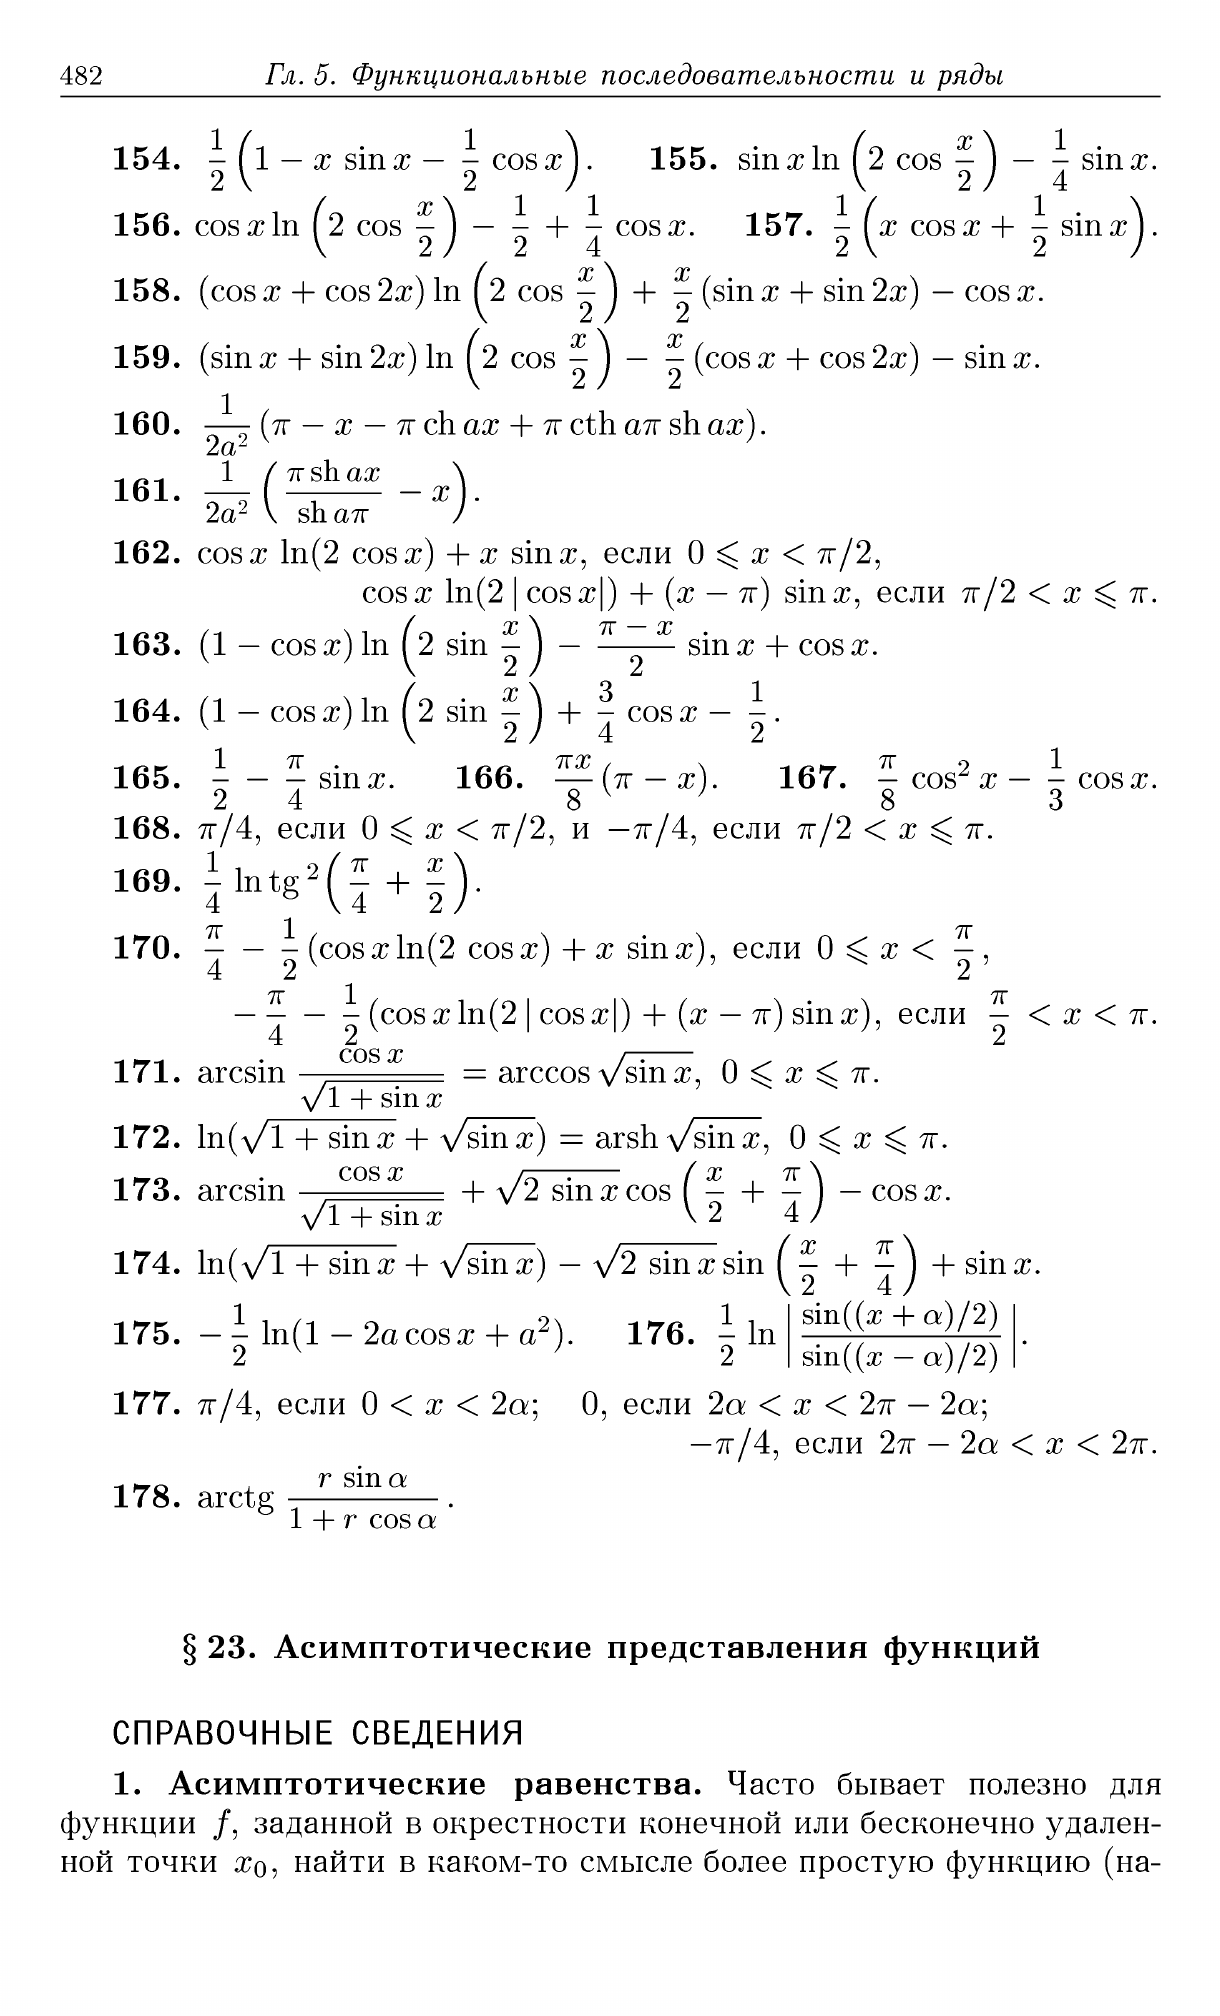 482 Гл. 5. Функциональные последовательности и ряды
154. $\frac{1}{2}\left(1 - x \sin x - \frac{1}{2} \cos x\right)$. 155. $\sin x \ln\left(2 \cos \frac{x}{2}\right) - \frac{1}{4} \sin x$.
156. $\cos x \ln\left(2 \cos \frac{x}{2}\right) - \frac{1}{2} + \frac{1}{4} \cos x$. 157. $\frac{1}{2}\left(x \cos x + \frac{1}{2} \sin x\right)$.
158. $(\cos x + \cos 2x) \ln\left(2 \cos \frac{x}{2}\right) + \frac{x}{2}(\sin x + \sin 2x) - \cos x$.
159. $(\sin x + \sin 2x) \ln\left(2 \cos \frac{x}{2}\right) - \frac{x}{2}(\cos x + \cos 2x) - \sin x$.
160. $\frac{1}{2a^2}(\pi - x - \pi \operatorname{ch} ax + \pi \operatorname{cth} a\pi \operatorname{sh} ax)$.
161. $\frac{1}{2a^2}\left(\frac{\pi \operatorname{sh} ax}{\operatorname{sh} a\pi} - x\right)$.
162. $\cos x \ln(2 \cos x) + x \sin x$, если $0 \leqslant x < \pi/2$,
$\cos x \ln(2|\cos x|) + (x - \pi) \sin x$, если $\pi/2 < x \leqslant \pi$.
163. $(1 - \cos x) \ln\left(2 \sin \frac{x}{2}\right) - \frac{\pi - x}{2} \sin x + \cos x$.
164. $(1 - \cos x) \ln\left(2 \sin \frac{x}{2}\right) + \frac{3}{4} \cos x - \frac{1}{2}$.
165. $\frac{1}{2} - \frac{\pi}{4} \sin x$. 166. $\frac{\pi x}{8}(\pi - x)$. 167. $\frac{\pi}{8} \cos^2 x - \frac{1}{3} \cos x$.
168. $\pi/4$, если $0 \leqslant x < \pi/2$, и $-\pi/4$, если $\pi/2 < x \leqslant \pi$.
169. $\frac{1}{4} \ln \operatorname{tg}^2\left(\frac{\pi}{4} + \frac{x}{2}\right)$.
170. $\frac{\pi}{4} - \frac{1}{2}(\cos x \ln(2 \cos x) + x \sin x)$, если $0 \leqslant x < \frac{\pi}{2}$,
$-\frac{\pi}{4} - \frac{1}{2}(\cos x \ln(2|\cos x|) + (x - \pi) \sin x)$, если $\frac{\pi}{2} < x < \pi$.
171. $\arcsin \frac{\cos x}{\sqrt{1 + \sin x}} = \arccos \sqrt{\sin x}$, $0 \leqslant x \leqslant \pi$.
172. $\ln(\sqrt{1 + \sin x} + \sqrt{\sin x}) = \operatorname{arsh} \sqrt{\sin x}$, $0 \leqslant x \leqslant \pi$.
173. $\arcsin \frac{\cos x}{\sqrt{1 + \sin x}} + \sqrt{2 \sin x} \cos\left(\frac{x}{2} + \frac{\pi}{4}\right) - \cos x$.
174. $\ln(\sqrt{1 + \sin x} + \sqrt{\sin x}) - \sqrt{2 \sin x} \sin\left(\frac{x}{2} + \frac{\pi}{4}\right) + \sin x$.
175. $-\frac{1}{2} \ln(1 - 2a \cos x + a^2)$. 176. $\frac{1}{2} \ln\left|\frac{\sin((x + \alpha)/2)}{\sin((x - \alpha)/2)}\right|$.
177. $\pi/4$, если $0 < x < 2\alpha$; $0$, если $2\alpha < x < 2\pi - 2\alpha$;
$-\pi/4$, если $2\pi - 2\alpha < x < 2\pi$.
178. $\operatorname{arctg} \frac{r \sin \alpha}{1 + r \cos \alpha}$.
§ 23. Асимптотические представления функций
СПРАВОЧНЫЕ СВЕДЕНИЯ
1. Асимптотические равенства. Часто бывает полезно для
функции $f$, заданной в окрестности конечной или бесконечно удален-
ной точки $x_0$, найти в каком-то смысле более простую функцию (на-